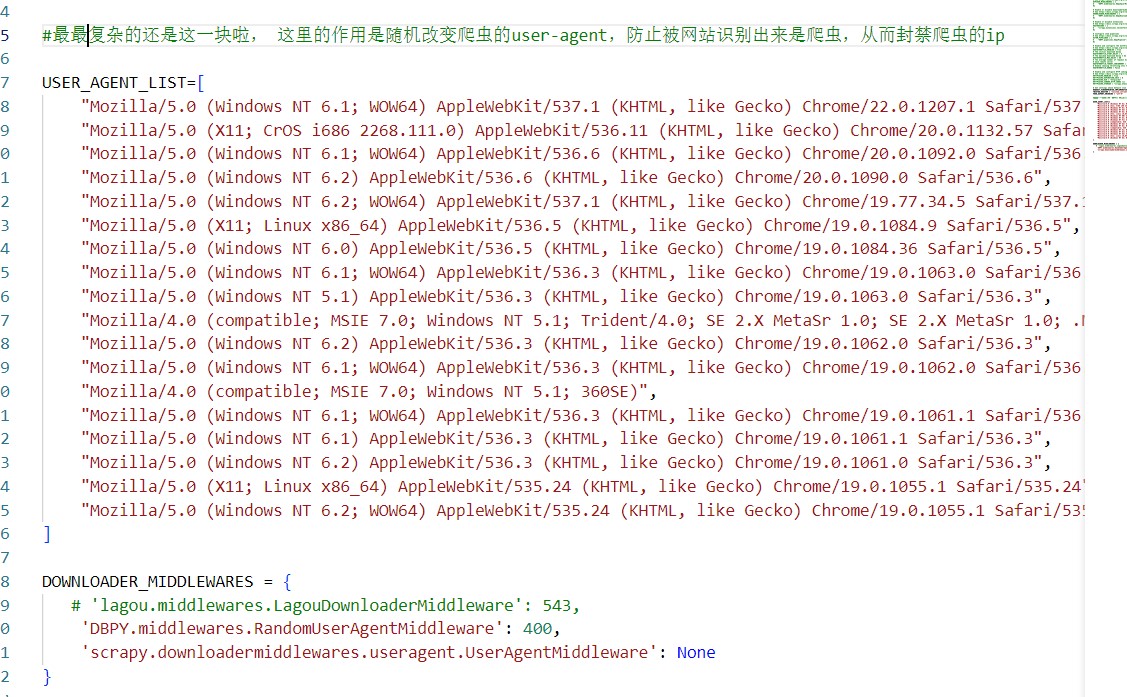 4
5 #最最复杂的还是这一块啦， 这里的作用是随机改变爬虫的user-agent，防止被网站识别出来是爬虫，从而封禁爬虫的ip
6
7 USER_AGENT_LIST=[
8 "Mozilla/5.0 (Windows NT 6.1; WOW64) AppleWebKit/537.1 (KHTML, like Gecko) Chrome/22.0.1207.1 Safari/537
9 "Mozilla/5.0 (X11; CrOS i686 2268.111.0) AppleWebKit/536.11 (KHTML, like Gecko) Chrome/20.0.1132.57 Safar
0 "Mozilla/5.0 (Windows NT 6.1; WOW64) AppleWebKit/536.6 (KHTML, like Gecko) Chrome/20.0.1092.0 Safari/536
1 "Mozilla/5.0 (Windows NT 6.2) AppleWebKit/536.6 (KHTML, like Gecko) Chrome/20.0.1090.0 Safari/536.6",
2 "Mozilla/5.0 (Windows NT 6.2; WOW64) AppleWebKit/537.1 (KHTML, like Gecko) Chrome/19.77.34.5 Safari/537.1
3 "Mozilla/5.0 (X11; Linux x86_64) AppleWebKit/536.5 (KHTML, like Gecko) Chrome/19.0.1084.9 Safari/536.5",
4 "Mozilla/5.0 (Windows NT 6.0) AppleWebKit/536.5 (KHTML, like Gecko) Chrome/19.0.1084.36 Safari/536.5",
5 "Mozilla/5.0 (Windows NT 6.1; WOW64) AppleWebKit/536.3 (KHTML, like Gecko) Chrome/19.0.1063.0 Safari/536
6 "Mozilla/5.0 (Windows NT 5.1) AppleWebKit/536.3 (KHTML, like Gecko) Chrome/19.0.1063.0 Safari/536.3",
7 "Mozilla/4.0 (compatible; MSIE 7.0; Windows NT 5.1; Trident/4.0; SE 2.X MetaSr 1.0; SE 2.X MetaSr 1.0; .N
8 "Mozilla/5.0 (Windows NT 6.2) AppleWebKit/536.3 (KHTML, like Gecko) Chrome/19.0.1062.0 Safari/536.3",
9 "Mozilla/5.0 (Windows NT 6.1; WOW64) AppleWebKit/536.3 (KHTML, like Gecko) Chrome/19.0.1062.0 Safari/536
0 "Mozilla/4.0 (compatible; MSIE 7.0; Windows NT 5.1; 360SE)",
1 "Mozilla/5.0 (Windows NT 6.1; WOW64) AppleWebKit/536.3 (KHTML, like Gecko) Chrome/19.0.1061.1 Safari/536
2 "Mozilla/5.0 (Windows NT 6.1) AppleWebKit/536.3 (KHTML, like Gecko) Chrome/19.0.1061.1 Safari/536.3",
3 "Mozilla/5.0 (Windows NT 6.2) AppleWebKit/536.3 (KHTML, like Gecko) Chrome/19.0.1061.0 Safari/536.3",
4 "Mozilla/5.0 (X11; Linux x86_64) AppleWebKit/535.24 (KHTML, like Gecko) Chrome/19.0.1055.1 Safari/535.24"
5 "Mozilla/5.0 (Windows NT 6.2; WOW64) AppleWebKit/535.24 (KHTML, like Gecko) Chrome/19.0.1055.1 Safari/535
6 ]
7
8 DOWNLOADER_MIDDLEWARES = {
9 # 'lagou.middlewares.LagouDownloaderMiddleware': 543,
0 'DBPY.middlewares.RandomUserAgentMiddleware': 400,
1 'scrapy.downloadermiddlewares.useragent.UserAgentMiddleware': None
2 }